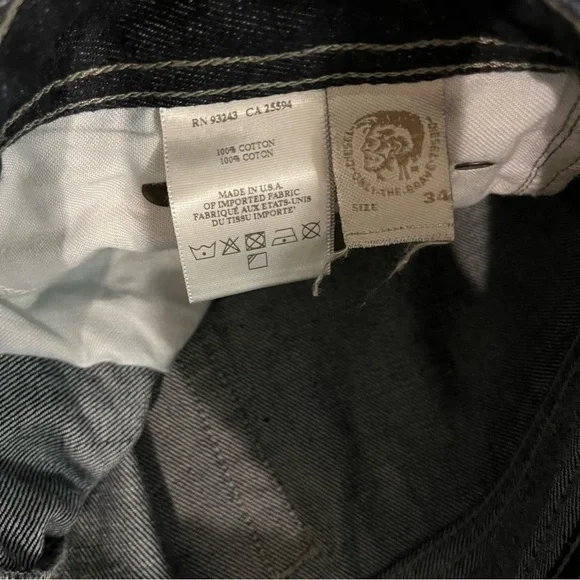 RN 93243 CA 25594
100% COTTON
100% COTON
MADE IN U.S.A.
OF IMPORTED FABRIC
FABRIQUÉ AUX ETATS-UNIS
DU TISSU IMPORTE'
DIESEL
ONLY-THE-BRAVE
DIESEL
SIZE 34